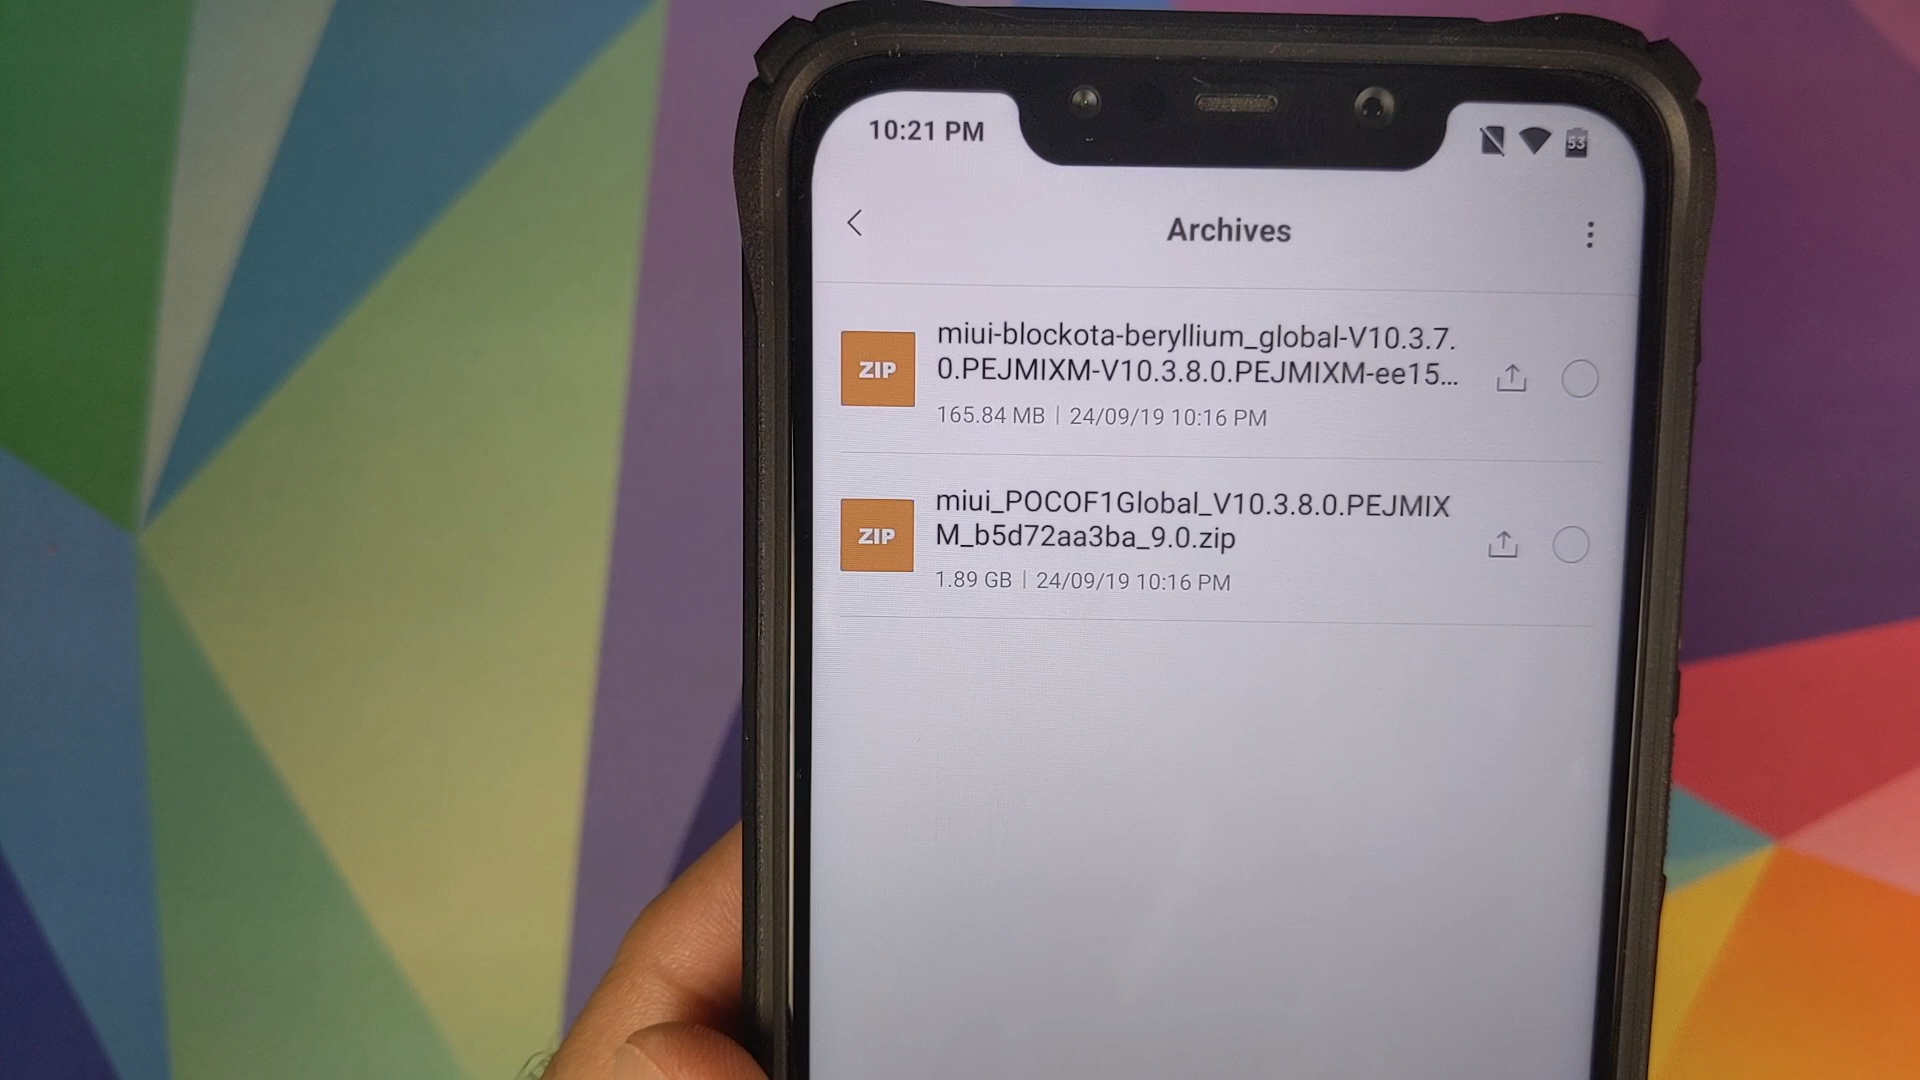 10:21 PM
53
Archives
ZIP
miui-blockota-beryllium_global-V10.3.7.
0.PEJMIXM-V10.3.8.0.PEJMIXM-ee15...
165.84 MB | 24/09/19 10:16 PM
ZIP
miui_POCOF1Global_V10.3.8.0.PEJMIX
M_b5d72aa3ba_9.0.zip
1.89 GB | 24/09/19 10:16 PM